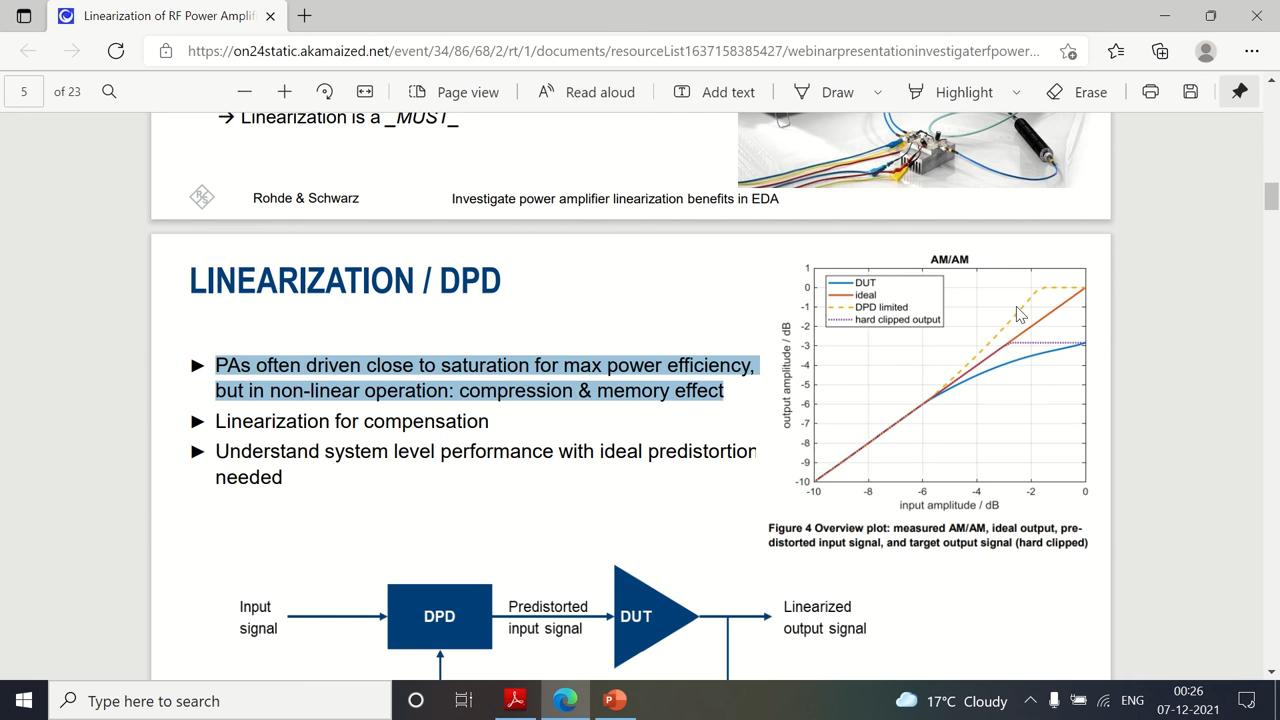 Linearization of RF Power Amplifi
https://on24static.akamaized.net/event/34/86/68/2/rt/1/documents/resourceList1637158385427/webinarpresentationinvestigaterfpower...
5 of 23 Page view Read aloud Add text Draw Highlight Erase
→ Linearization is a _MUST_
Rohde & Schwarz Investigate power amplifier linearization benefits in EDA
LINEARIZATION / DPD
► PAs often driven close to saturation for max power efficiency,
but in non-linear operation: compression & memory effect
► Linearization for compensation
► Understand system level performance with ideal predistortion
needed
AM/AM
DUT
ideal
DPD limited
hard clipped output
output amplitude / dB
1
0
-1
-2
-3
-4
-5
-6
-7
-8
-9
-10
-10 -8 -6 -4 -2 0
input amplitude / dB
Figure 4 Overview plot: measured AM/AM, ideal output, pre-
distorted input signal, and target output signal (hard clipped)
Input
signal
DPD
Predistorted
input signal
DUT
Linearized
output signal
Type here to search
17°C Cloudy
ENG
00:26
07-12-2021